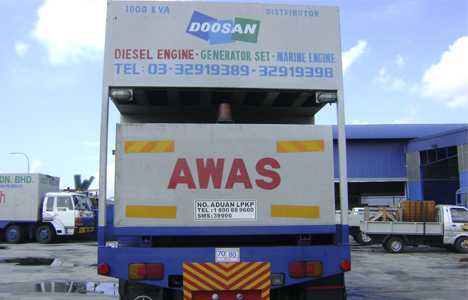 1000 KVA DISTRIBUTOR
DOOSAN
DIESEL ENGINE · GENERATOR SET · MARINE ENGINE
TEL: 03-32919389 - 32919398
AWAS
NO. ADUAN LPKP
TEL : 1 800 88 9600
SMS: 39900
70 80
DN. BHD.